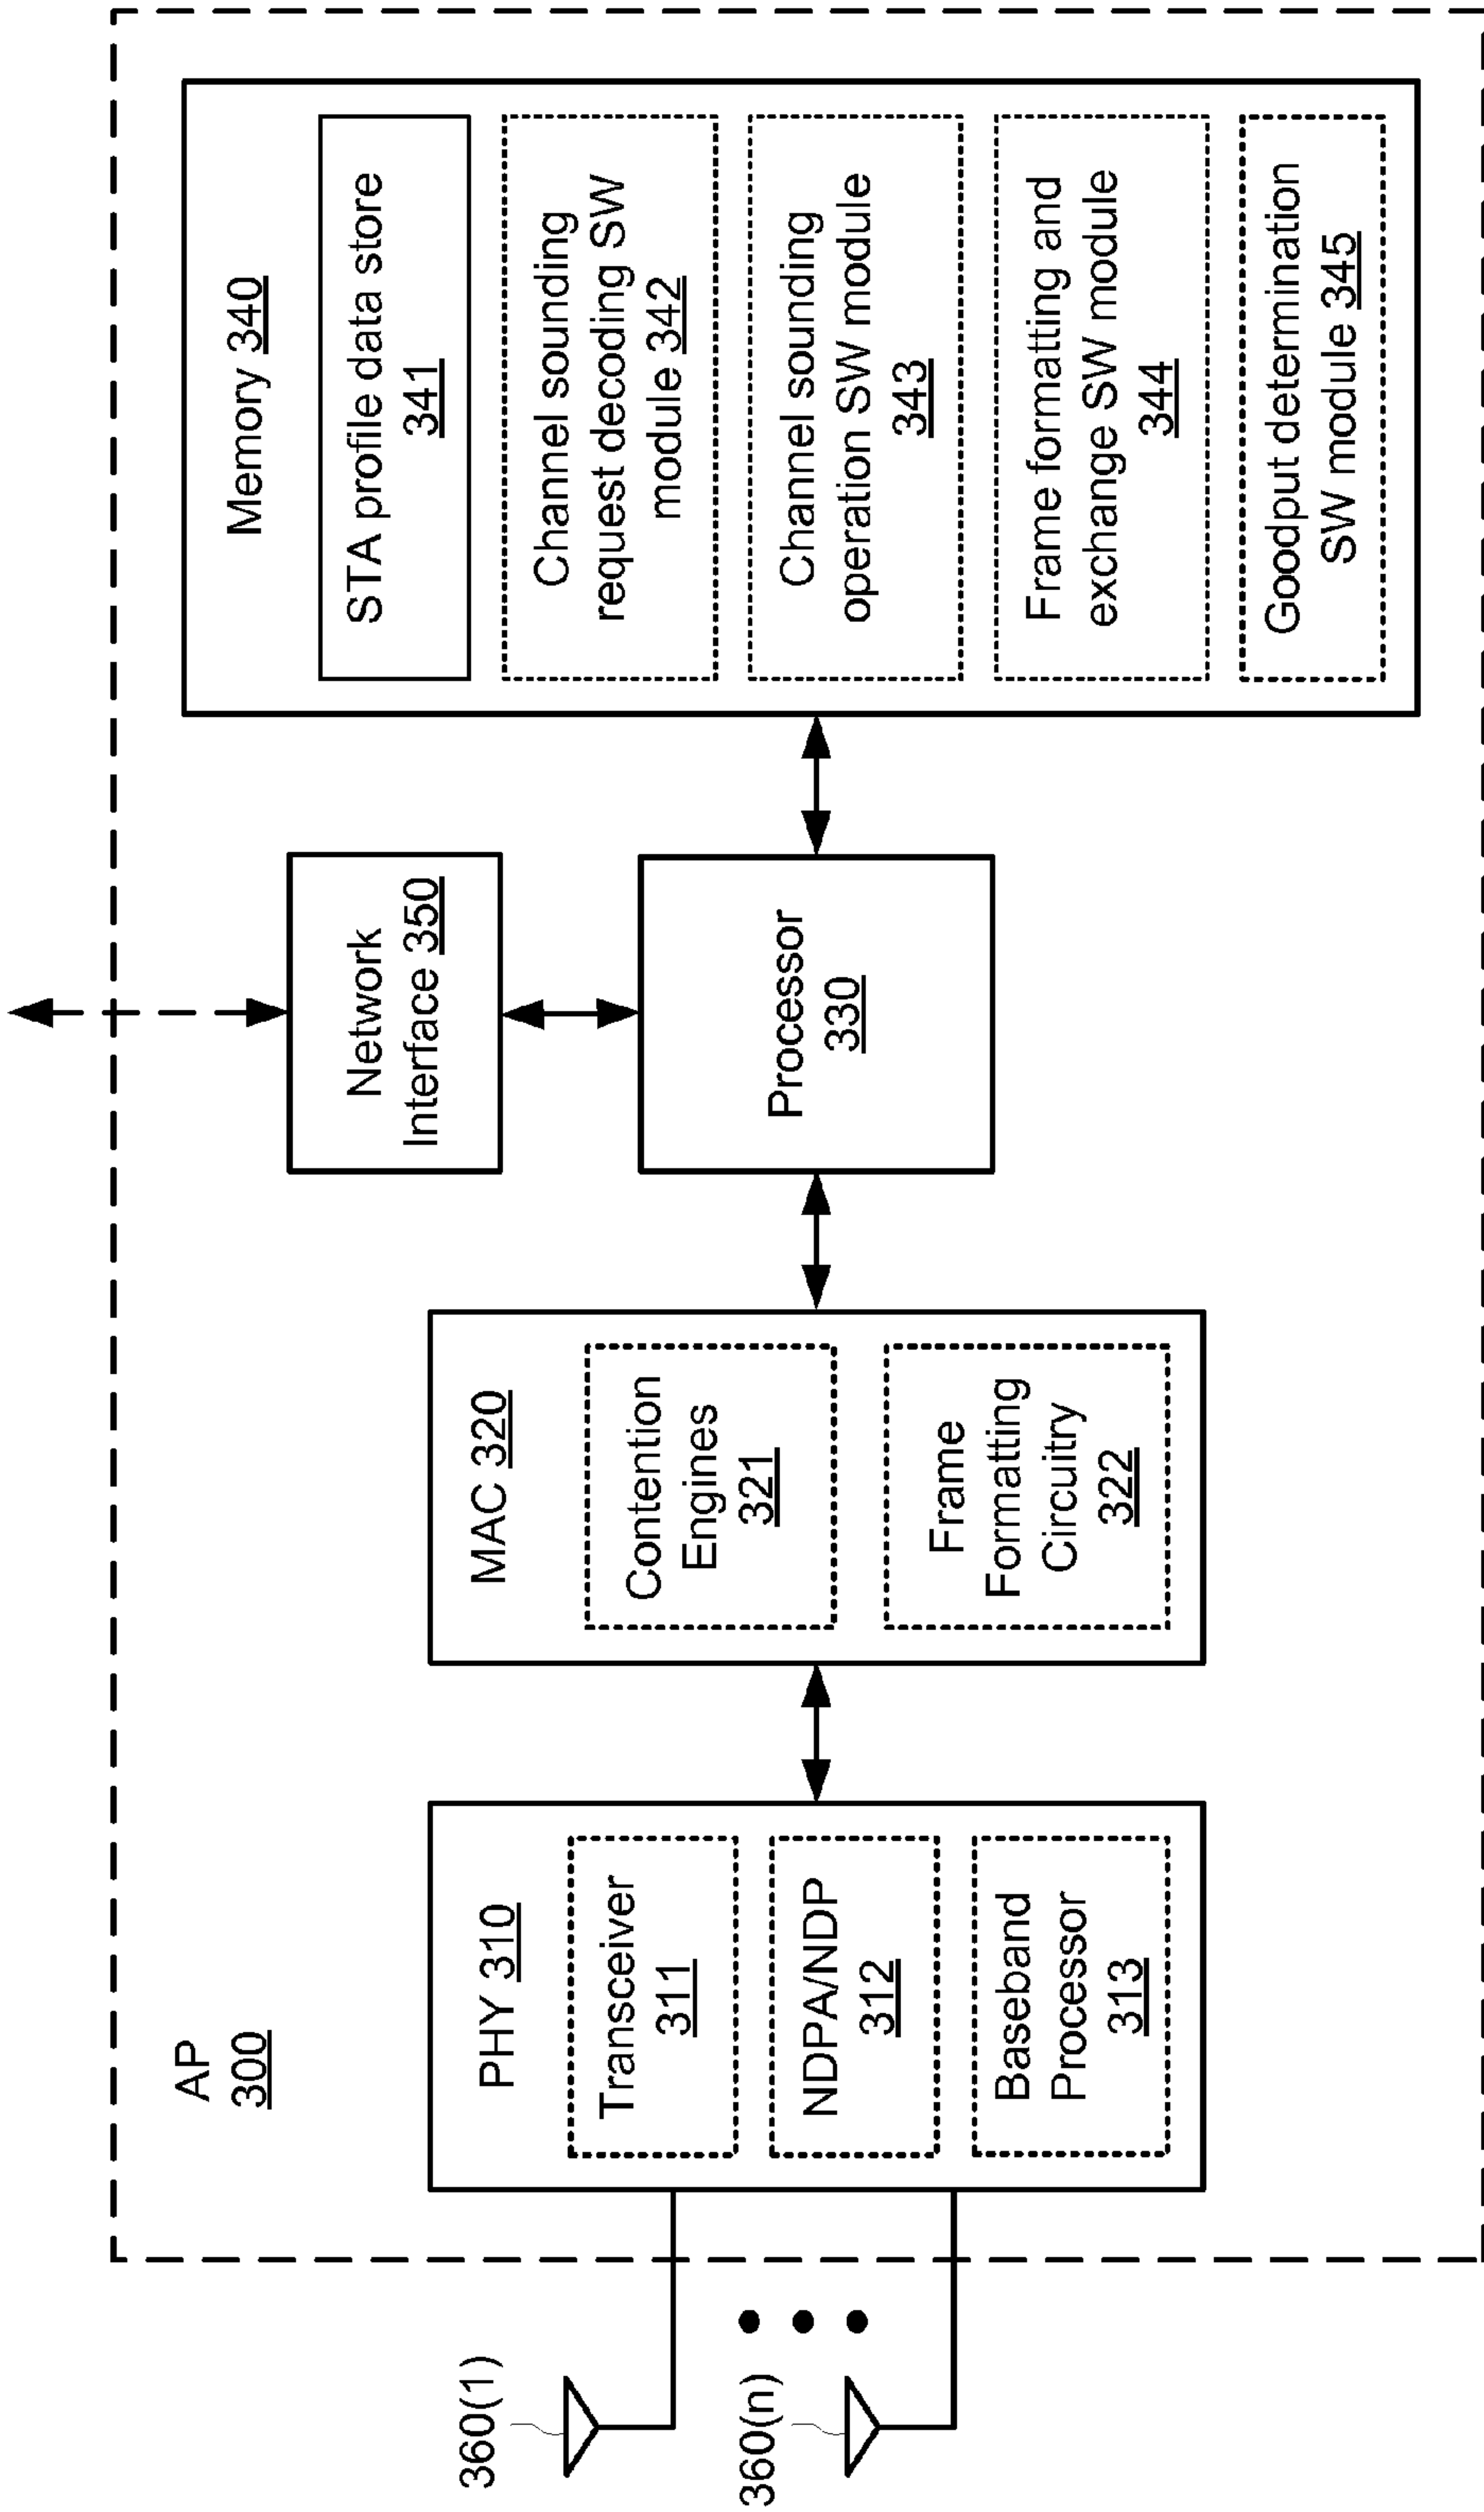 AP
300
360(1)
360(n)
PHY 310
Transceiver
311
NDPA/NDP
312
Baseband
Processor
313
MAC 320
Contention
Engines
321
Frame
Formatting
Circuitry
322
Network
Interface 350
Processor
330
Memory 340
STA profile data store
341
Channel sounding
request decoding SW
module 342
Channel sounding
operation SW module
343
Frame formatting and
exchange SW module
344
Goodput determination
SW module 345